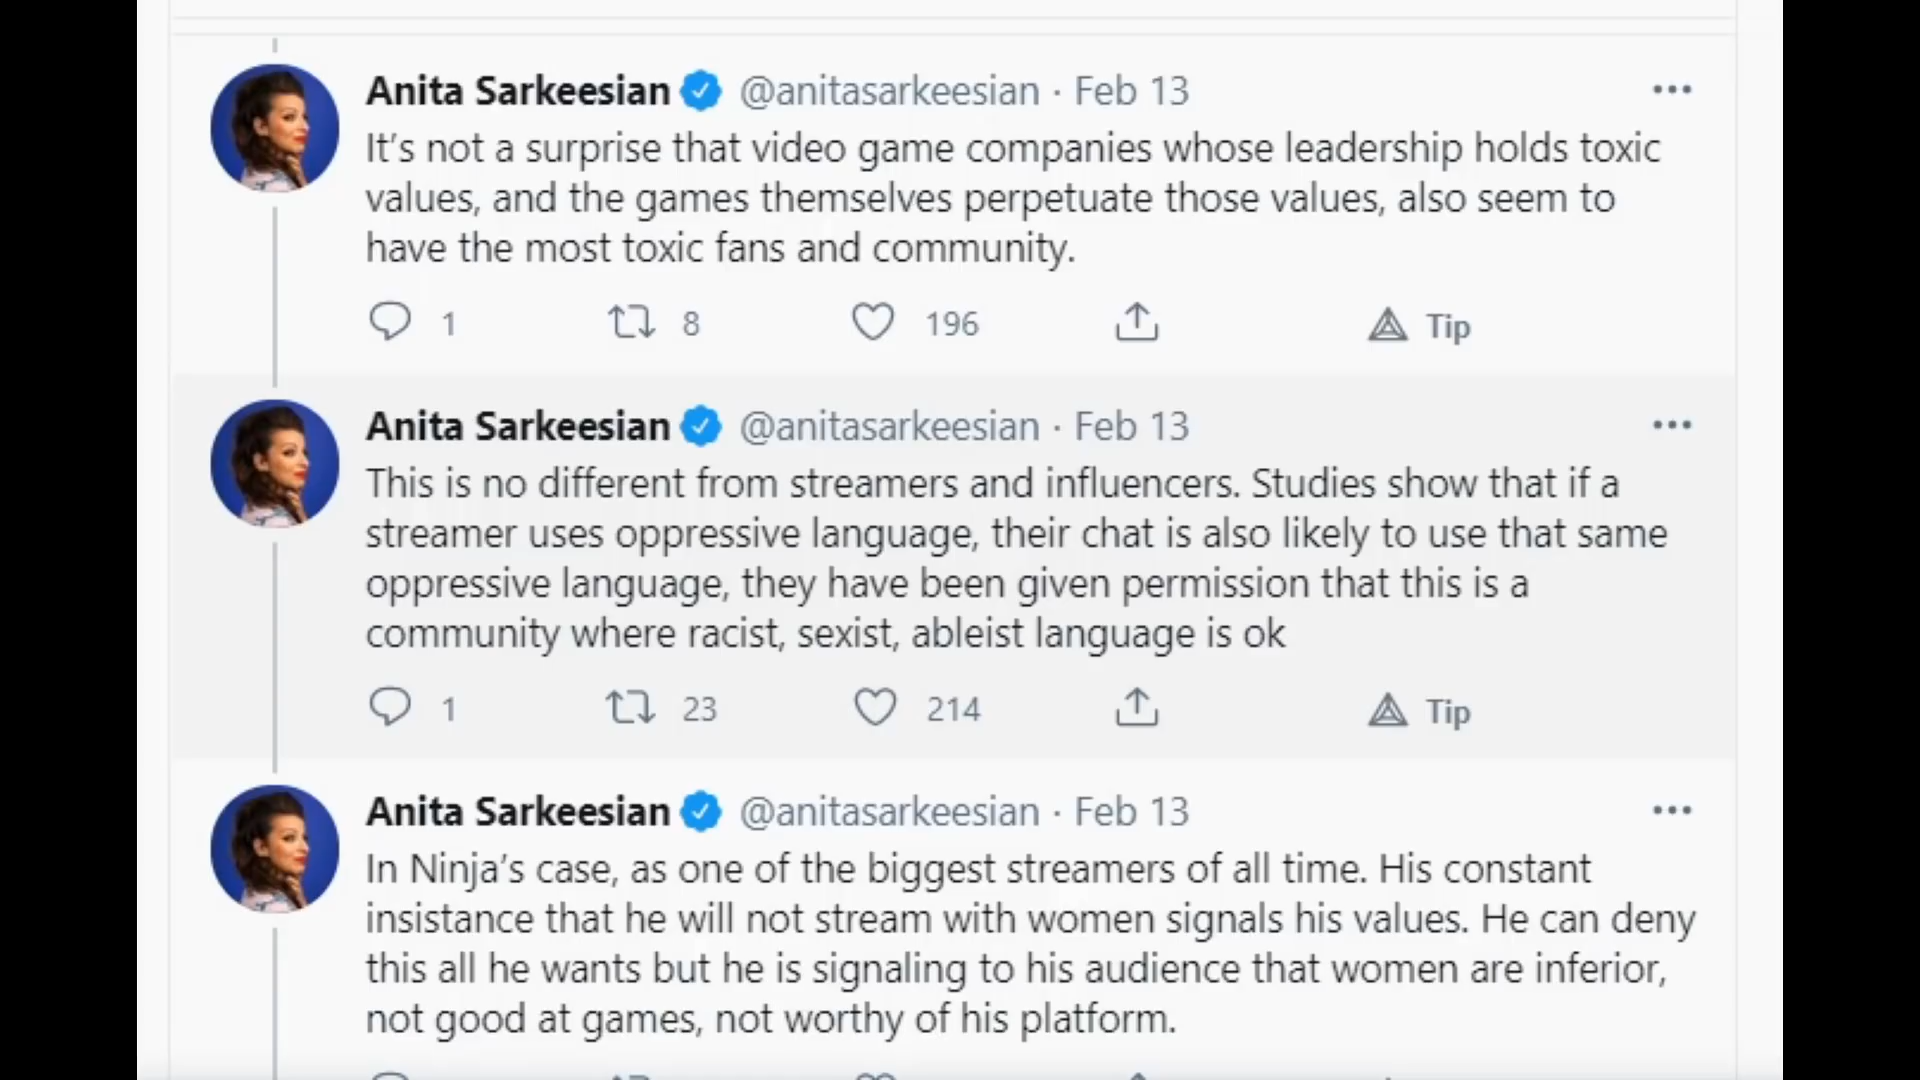 Anita Sarkeesian @anitasarkeesian · Feb 13
It’s not a surprise that video game companies whose leadership holds toxic
values, and the games themselves perpetuate those values, also seem to
have the most toxic fans and community.
1 8 196 Tip
Anita Sarkeesian @anitasarkeesian · Feb 13
This is no different from streamers and influencers. Studies show that if a
streamer uses oppressive language, their chat is also likely to use that same
oppressive language, they have been given permission that this is a
community where racist, sexist, ableist language is ok
1 23 214 Tip
Anita Sarkeesian @anitasarkeesian · Feb 13
In Ninja’s case, as one of the biggest streamers of all time. His constant
insistance that he will not stream with women signals his values. He can deny
this all he wants but he is signaling to his audience that women are inferior,
not good at games, not worthy of his platform.